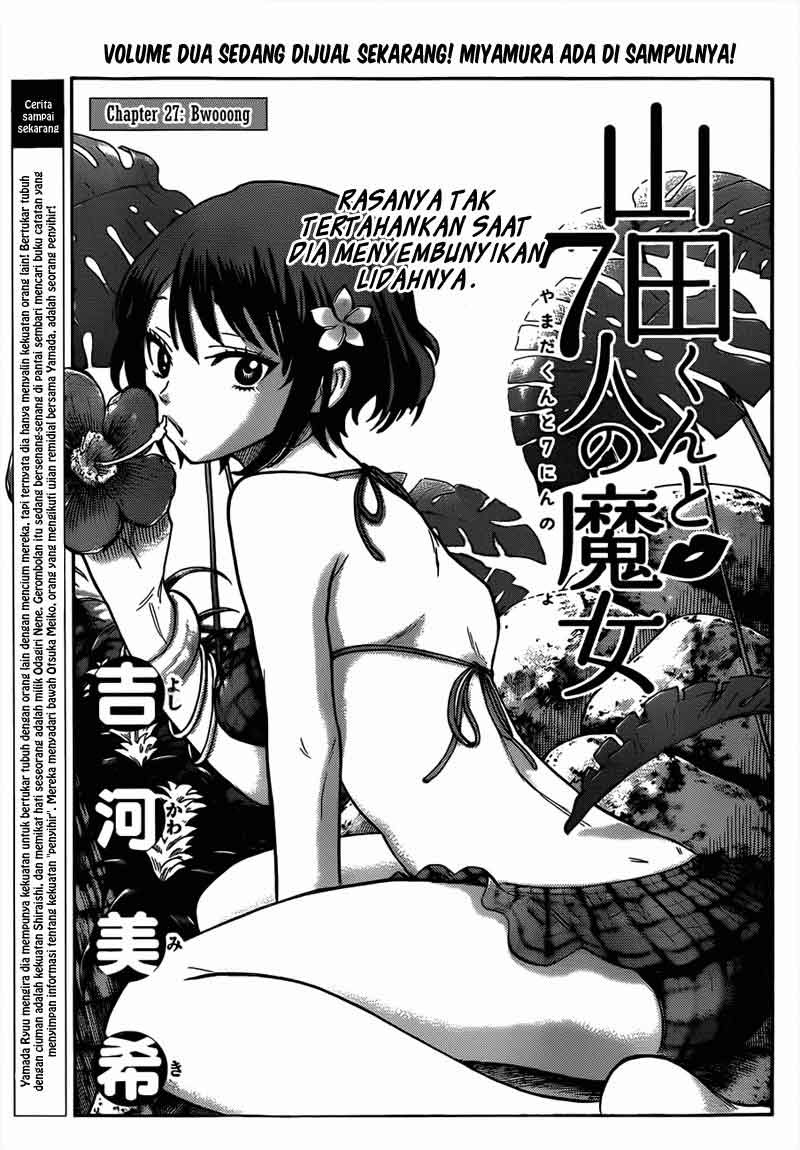 VOLUME DUA SEDANG DIJUAL SEKARANG! MIYAMURA ADA DI SAMPULNYA!
Cerita
sampai
sekarang
Chapter 27: Bwooong
RASANYA TAK
TERTAHANKAN SAAT
DIA MENYEMBUNYIKAN
LIDAHNYA.
山田くんと
7人の魔女
やまだくんと7にんの
よしかわみき
吉河美希
Yamada Ryuu mengira dia mempunya kekuatan untuk bertukar tubuh dengan orang lain dengan mencium mereka, tapi ternyata dia hanya menyalin kekuatan orang lain! Bertukar tubuh
dengan ciuman adalah kekuatan Shiraishi, dan memikat hati seseorang adalah milik Odagiri Nene. Gerombolan itu sedang bersenang-senang di pantai sembari mencari buku catatan yang
menyimpan informasi tentang kekuatan "penyihir". Mereka menyadari bawah Otsuka Meiko, orang yang mengikuti ujian remidial bersama Yamada, adalah seorang penyihir!